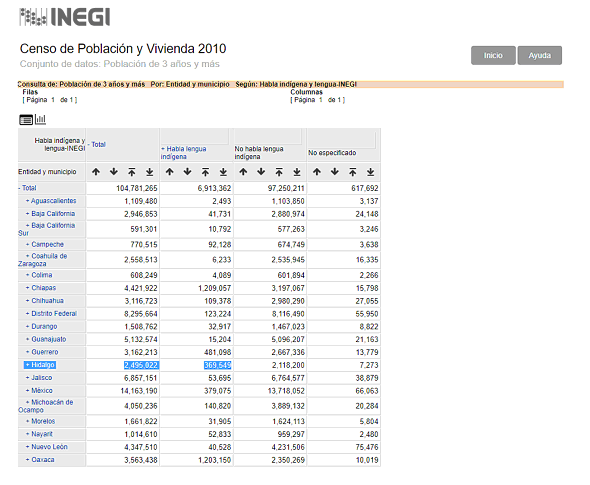 INEGI
Censo de Población y Vivienda 2010
Conjunto de datos: Población de 3 años y más
Inicio Ayuda
Consulta de: Población de 3 años y más Por: Entidad y municipio Según: Habla indígena y lengua-INEGI
Filas Columnas
[ Página 1 de 1 ] [ Página 1 de 1 ]
Habla indígena y lengua-INEGI - Total + Habla lengua indígena No habla lengua indígena No especificado
Entidad y municipio
- Total 104,781,265 6,913,362 97,250,211 617,692
+ Aguascalientes 1,109,480 2,493 1,103,850 3,137
+ Baja California 2,946,853 41,731 2,880,974 24,148
+ Baja California Sur 591,301 10,792 577,263 3,246
+ Campeche 770,515 92,128 674,749 3,638
+ Coahuila de Zaragoza 2,558,513 6,233 2,535,945 16,335
+ Colima 608,249 4,089 601,894 2,266
+ Chiapas 4,421,922 1,209,057 3,197,067 15,798
+ Chihuahua 3,116,723 109,378 2,980,290 27,055
+ Distrito Federal 8,295,664 123,224 8,116,490 55,950
+ Durango 1,508,762 32,917 1,467,023 8,822
+ Guanajuato 5,132,574 15,204 5,096,207 21,163
+ Guerrero 3,162,213 481,098 2,667,336 13,779
+ Hidalgo 2,495,022 369,549 2,118,200 7,273
+ Jalisco 6,857,151 53,695 6,764,577 38,879
+ México 14,163,190 379,075 13,718,052 66,063
+ Michoacán de Ocampo 4,050,236 140,820 3,889,132 20,284
+ Morelos 1,661,822 31,905 1,624,113 5,804
+ Nayarit 1,014,610 52,833 959,297 2,480
+ Nuevo León 4,347,510 40,528 4,231,506 75,476
+ Oaxaca 3,563,438 1,203,150 2,350,269 10,019